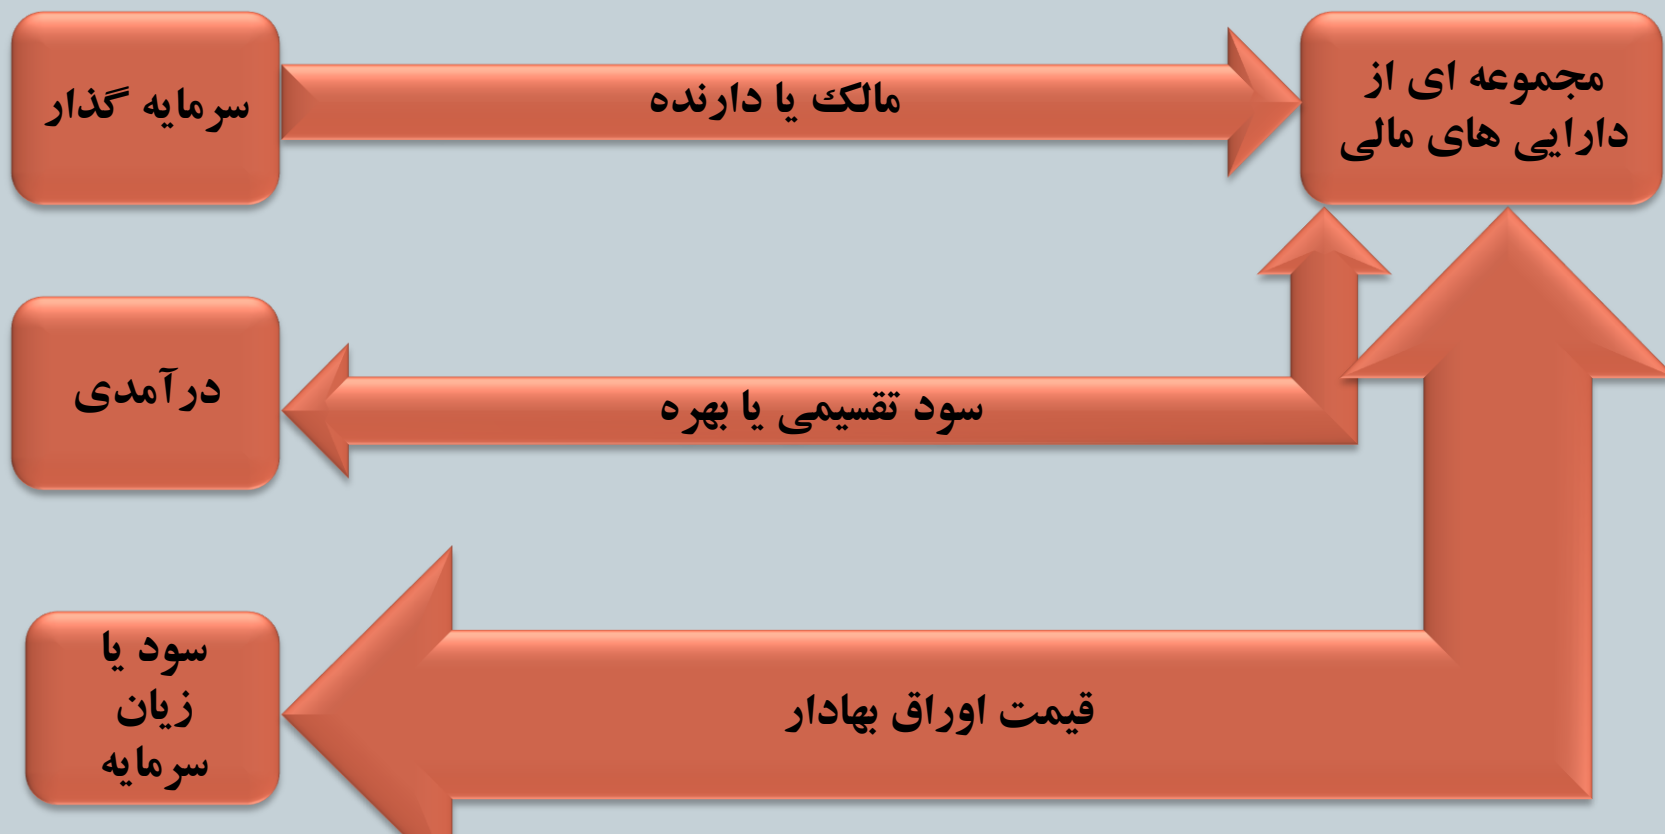 مجموعه ای از
دارایی های مالی
مالک یا دارنده
سرمایه گذار
سود تقسیمی یا بهره
درآمدی
قیمت اوراق بهادار
سود یا
زیان
سرمایه